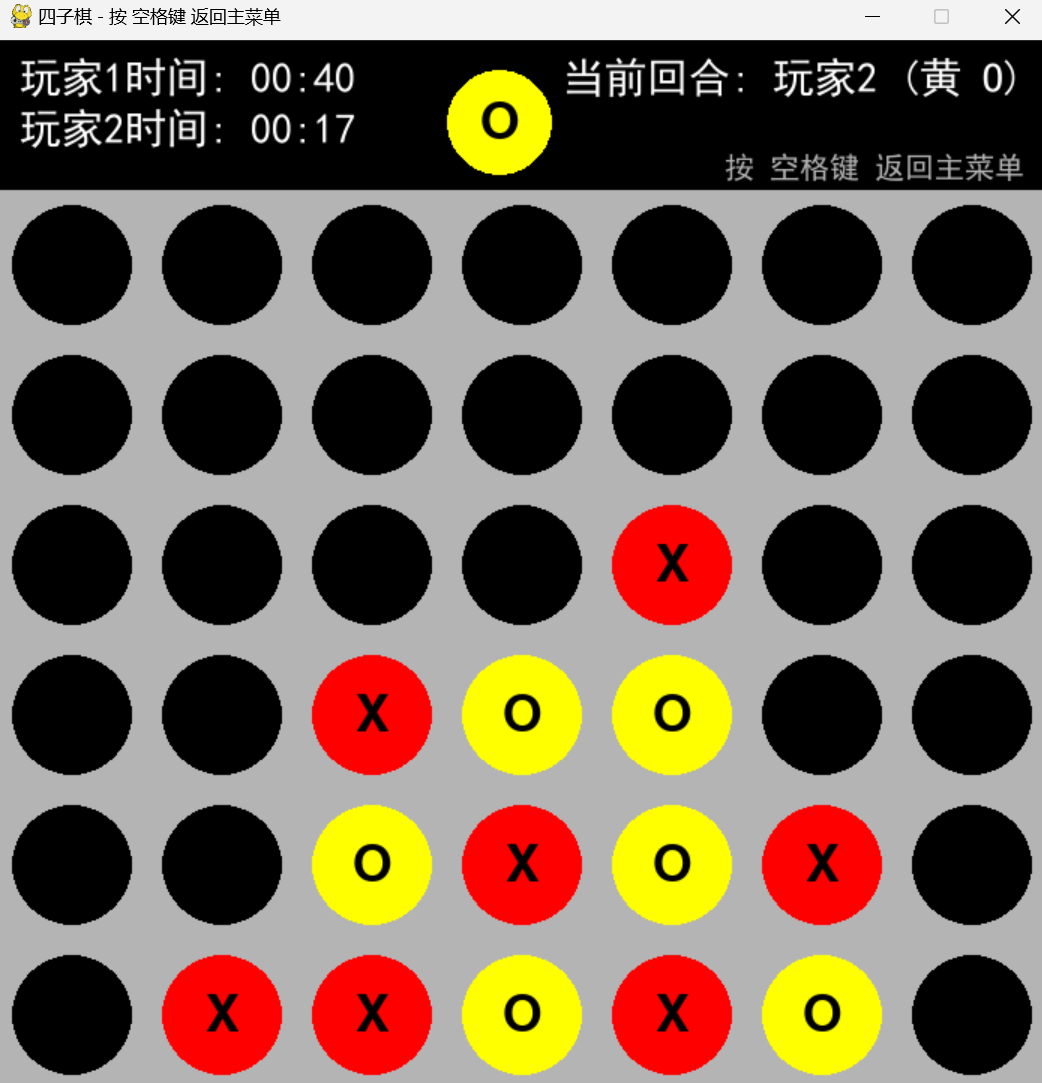 四子棋 - 按 空格键 返回主菜单
玩家1时间: 00:40
玩家2时间: 00:17
O
当前回合: 玩家2 (黄 O)
按 空格键 返回主菜单
X
X O O
O X O X
X X O X O